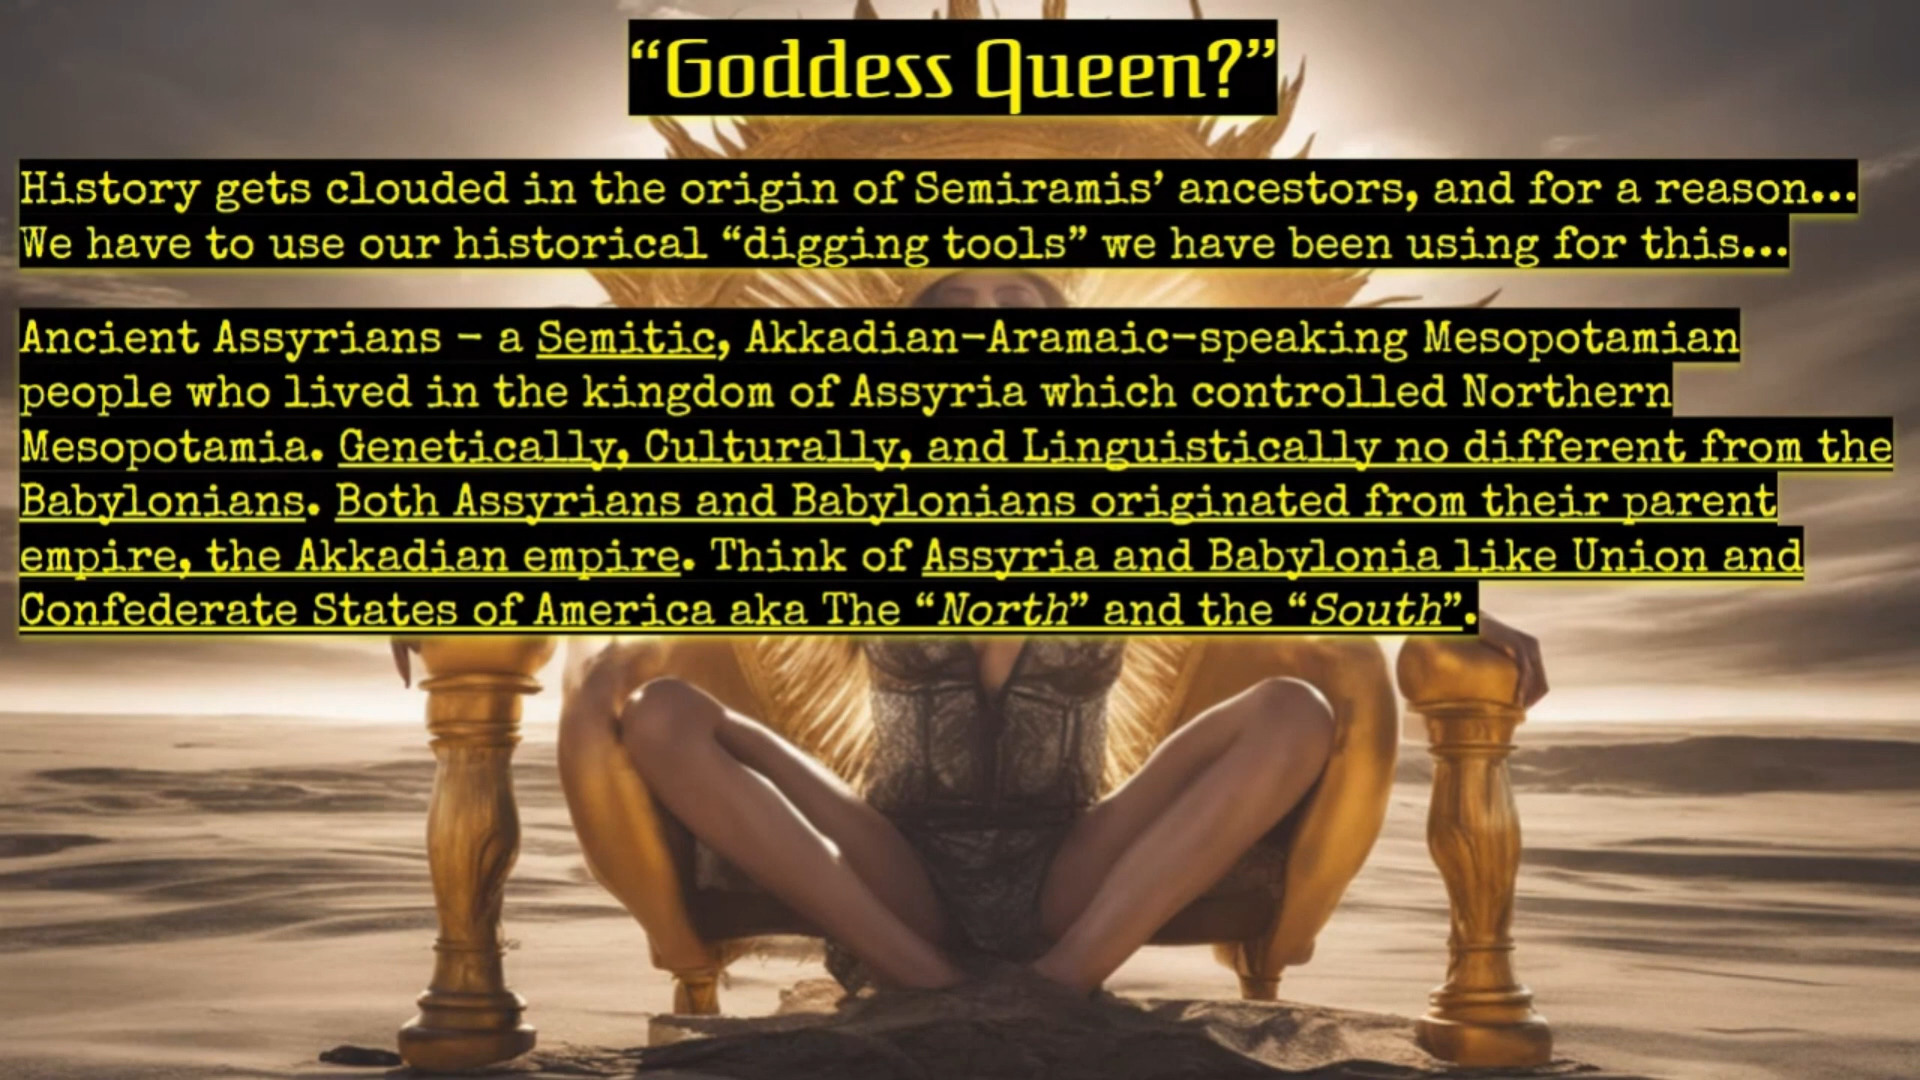 “Goddess Queen?”
History gets clouded in the origin of Semiramis’ ancestors, and for a reason...
We have to use our historical “digging tools” we have been using for this...
Ancient Assyrians – a Semitic, Akkadian-Aramaic-speaking Mesopotamian
people who lived in the kingdom of Assyria which controlled Northern
Mesopotamia. Genetically, Culturally, and Linguistically no different from the
Babylonians. Both Assyrians and Babylonians originated from their parent
empire, the Akkadian empire. Think of Assyria and Babylonia like Union and
Confederate States of America aka The “North” and the “South”.